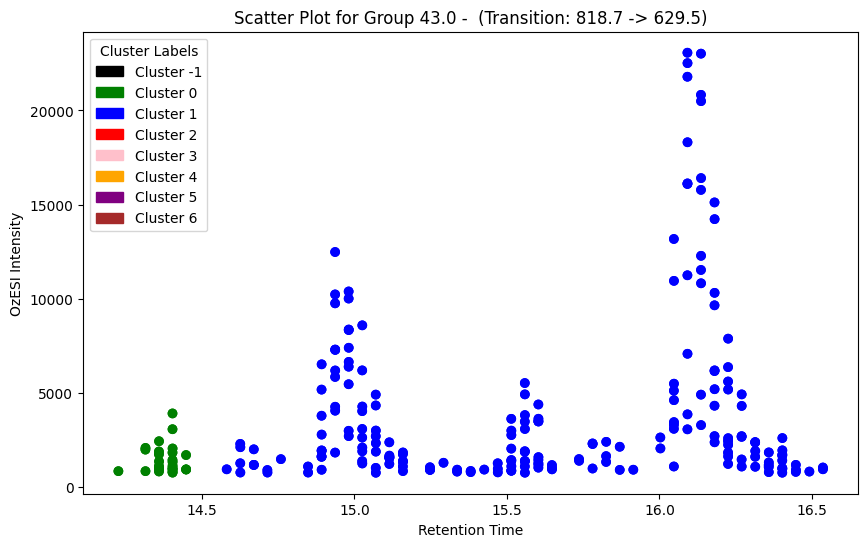 Scatter Plot for Group 43.0 -  (Transition: 818.7 -> 629.5)
Cluster Labels
Cluster -1
Cluster 0
Cluster 1
Cluster 2
Cluster 3
Cluster 4
Cluster 5
Cluster 6
OzESI Intensity
20000
15000
10000
5000
0
14.5 15.0 15.5 16.0 16.5
Retention Time